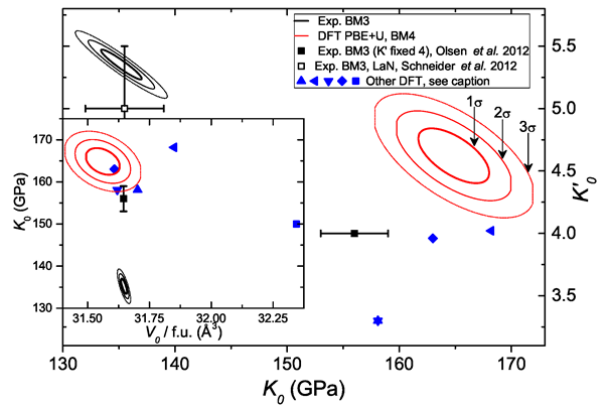 Exp. BM3
DFT PBE+U, BM4
Exp. BM3 (K' fixed 4), Olsen et al. 2012
Exp. BM3, LaN, Schneider et al. 2012
Other DFT, see caption
1σ
2σ
3σ
5.5
5.0
4.5
4.0
3.5
K'0
170
160
150
140
130
K0 (GPa)
31.50 31.75 32.00 32.25
V0 / f.u. (Å3)
130 140 150 160 170
K0 (GPa)